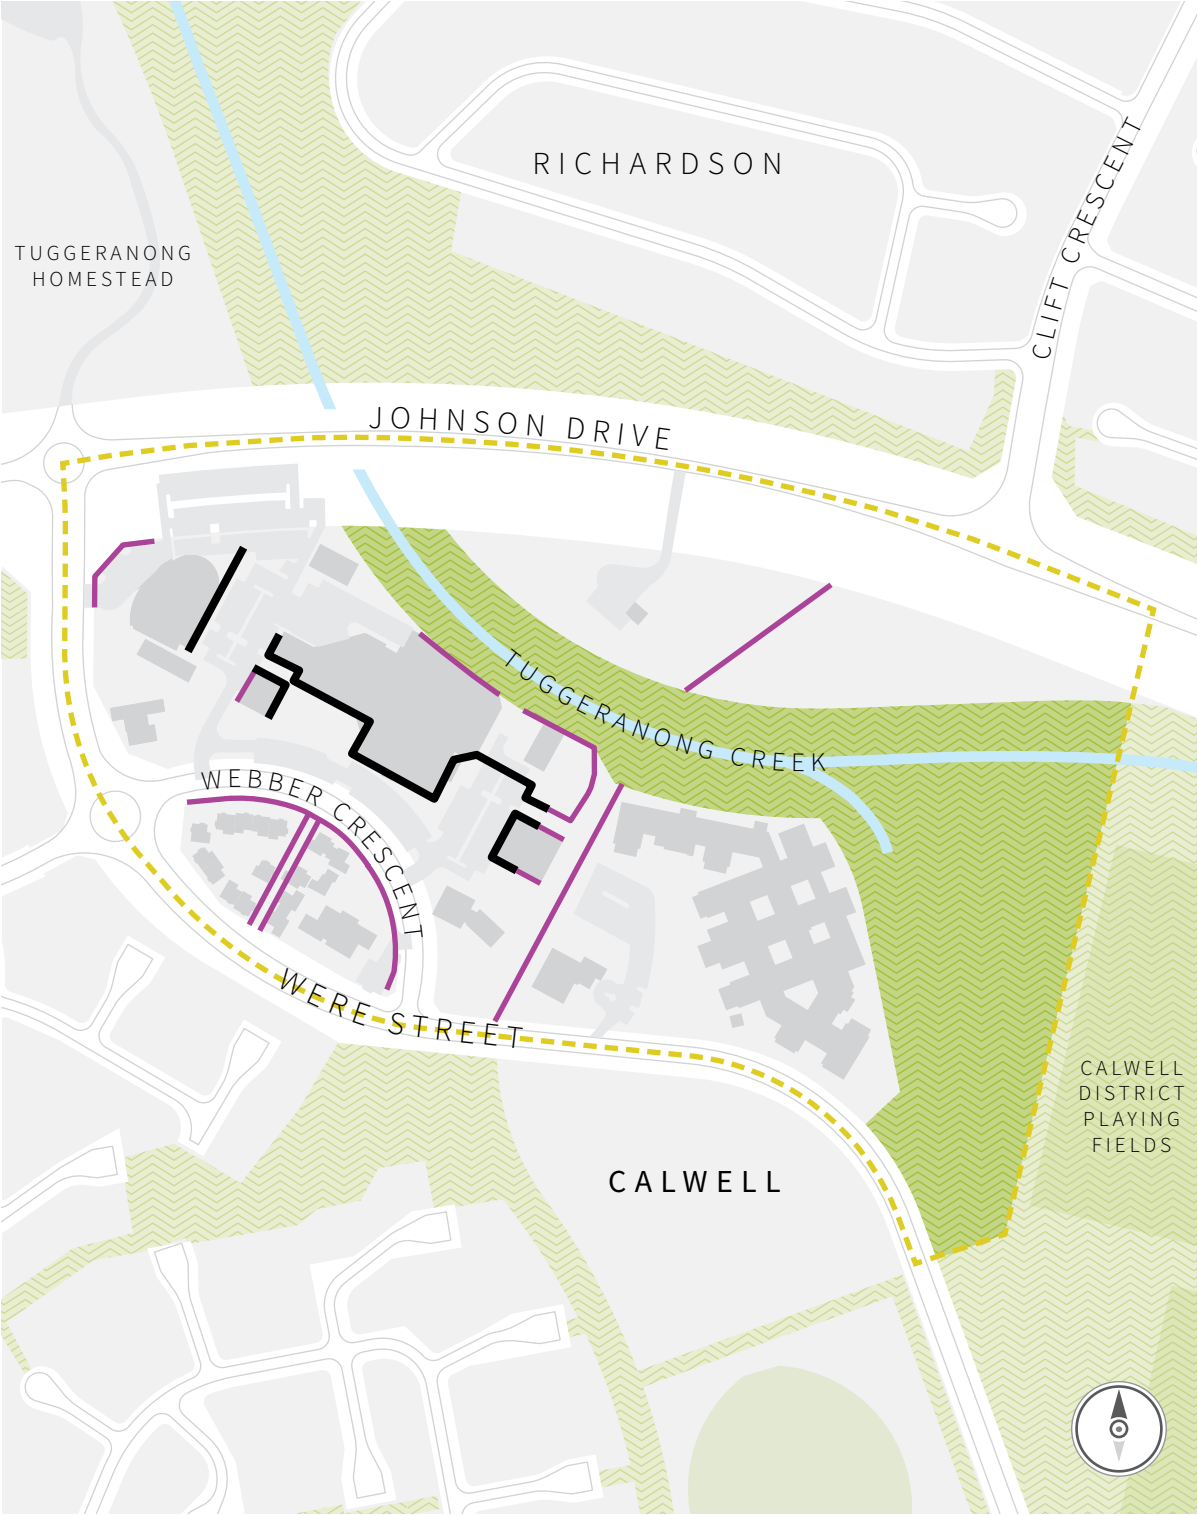 RICHARDSON
CLIFT CRESCENT
TUGGERANONG
HOMESTEAD
JOHNSON DRIVE
TUGGERANONG CREEK
WEBBER CRESCENT
WERE STREET
CALWELL
DISTRICT
PLAYING
FIELDS
CALWELL